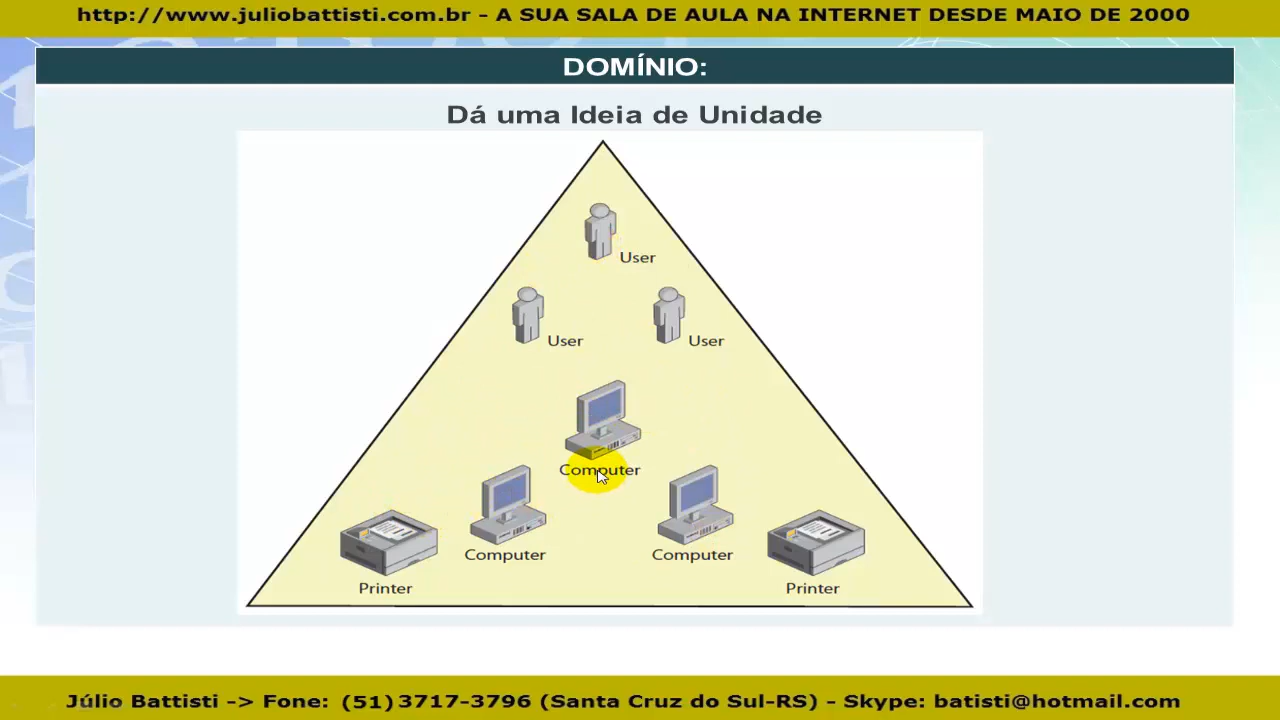 http://www.juliobattisti.com.br - A SUA SALA DE AULA NA INTERNET DESDE MAIO DE 2000
DOMÍNIO:
Dá uma Ideia de Unidade
User
User
User
Computer
Computer
Computer
Printer
Printer
Júlio Battisti -> Fone: (51) 3717-3796 (Santa Cruz do Sul-RS) - Skype: batisti@hotmail.com